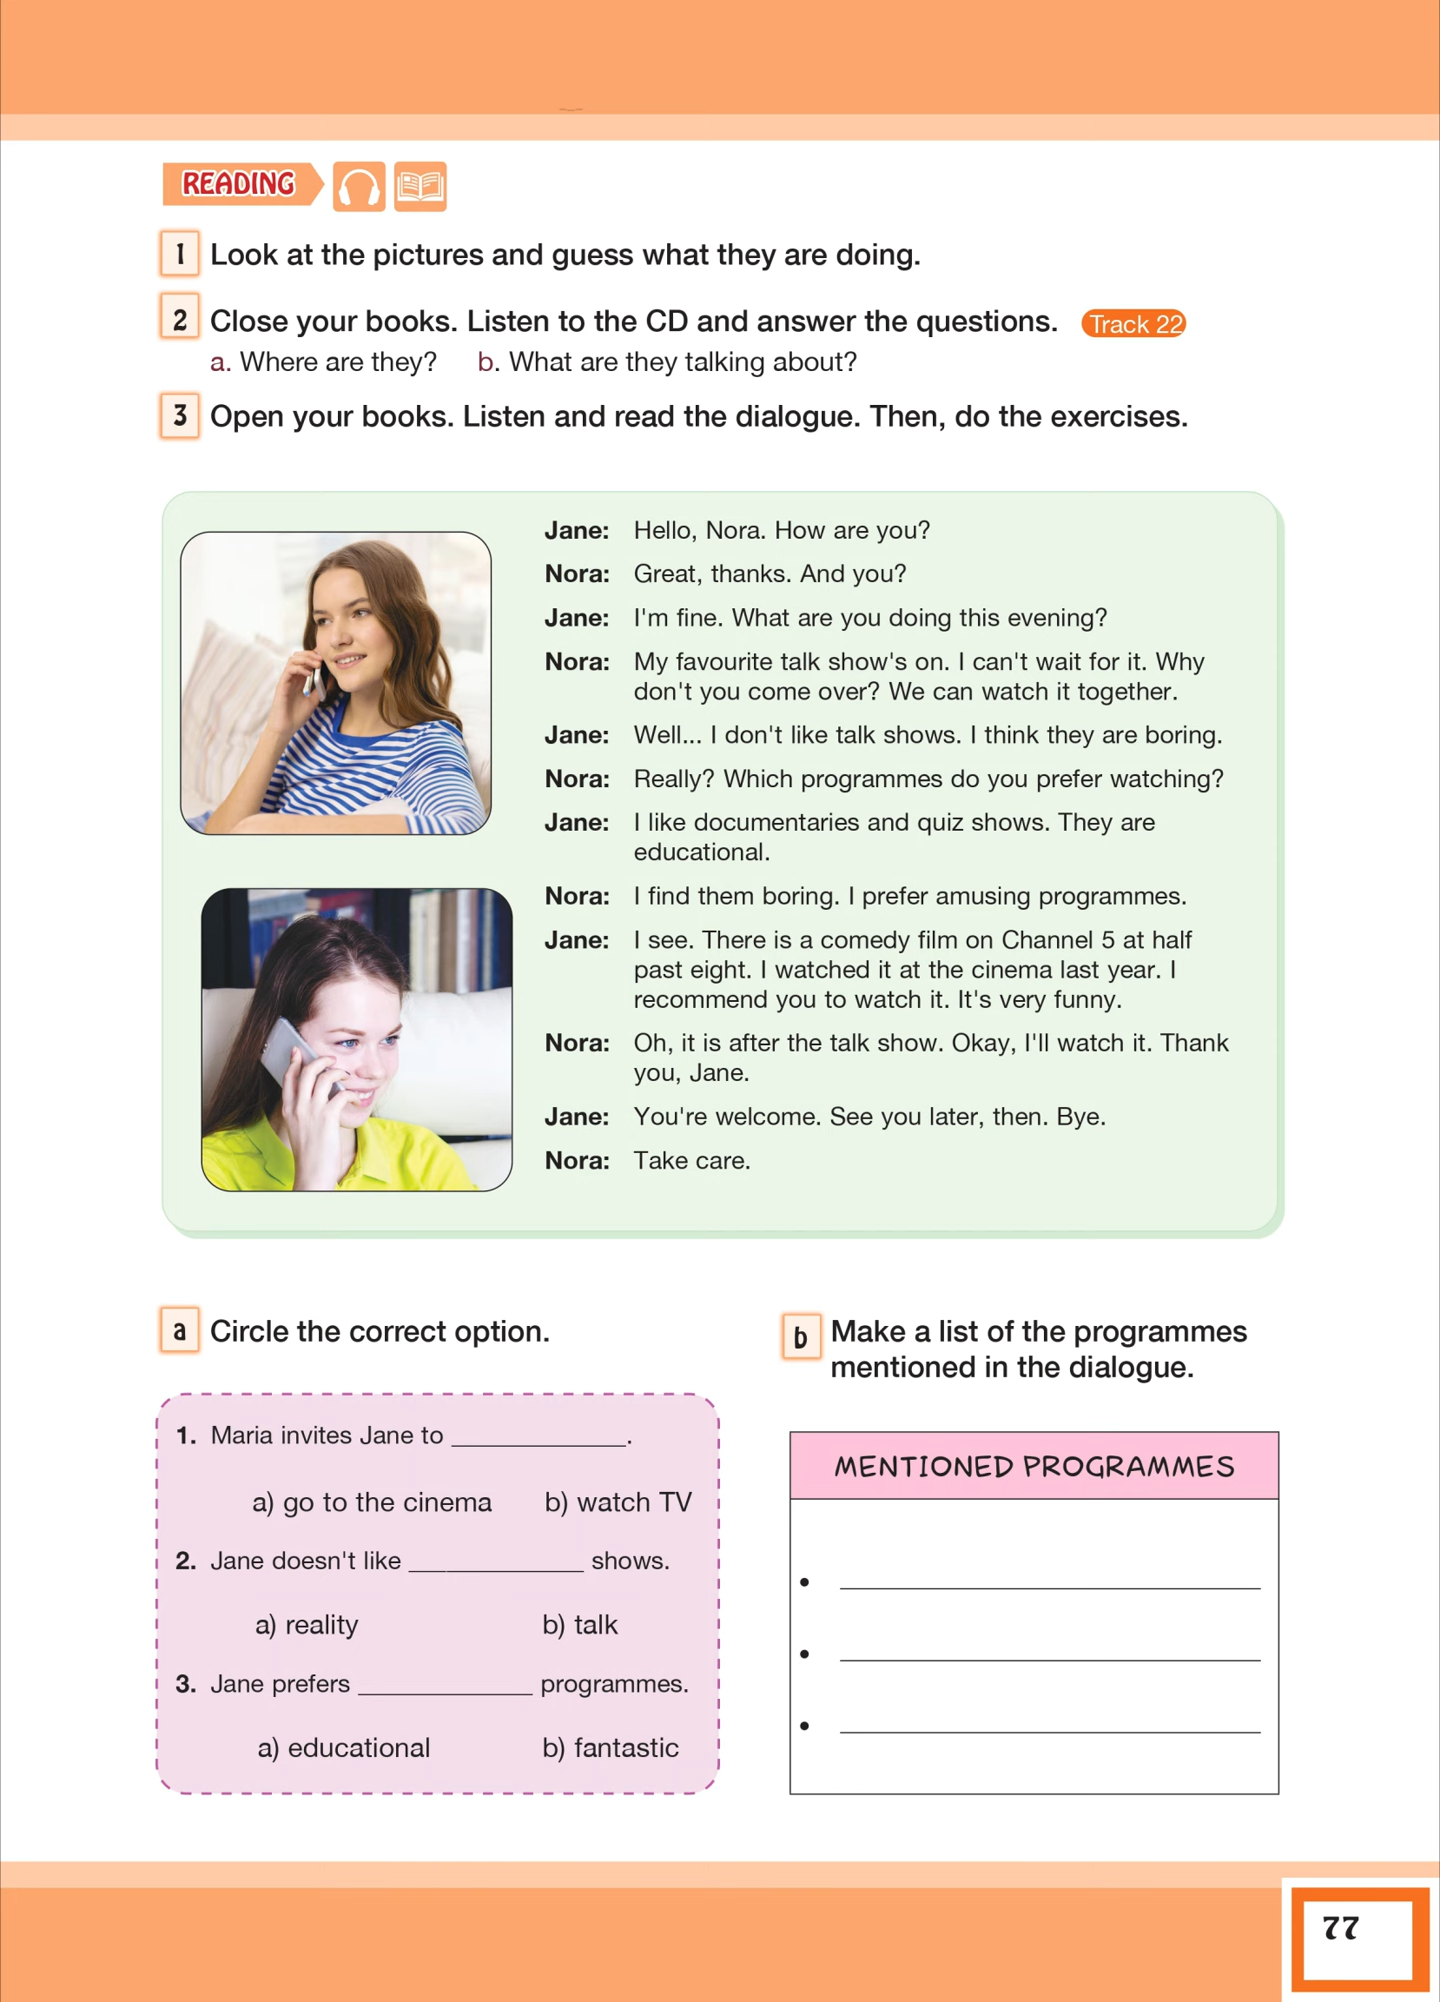 READING
1 Look at the pictures and guess what they are doing.
2 Close your books. Listen to the CD and answer the questions. Track 22
a. Where are they? b. What are they talking about?
3 Open your books. Listen and read the dialogue. Then, do the exercises.
Jane: Hello, Nora. How are you?
Nora: Great, thanks. And you?
Jane: I'm fine. What are you doing this evening?
Nora: My favourite talk show's on. I can't wait for it. Why
don't you come over? We can watch it together.
Jane: Well... I don't like talk shows. I think they are boring.
Nora: Really? Which programmes do you prefer watching?
Jane: I like documentaries and quiz shows. They are
educational.
Nora: I find them boring. I prefer amusing programmes.
Jane: I see. There is a comedy film on Channel 5 at half
past eight. I watched it at the cinema last year. I
recommend you to watch it. It's very funny.
Nora: Oh, it is after the talk show. Okay, I'll watch it. Thank
you, Jane.
Jane: You're welcome. See you later, then. Bye.
Nora: Take care.
a Circle the correct option.
1. Maria invites Jane to ____________.
a) go to the cinema b) watch TV
2. Jane doesn't like ____________ shows.
a) reality b) talk
3. Jane prefers ____________ programmes.
a) educational b) fantastic
b Make a list of the programmes
mentioned in the dialogue.
MENTIONED PROGRAMMES
• ____________
• ____________
• ____________
77